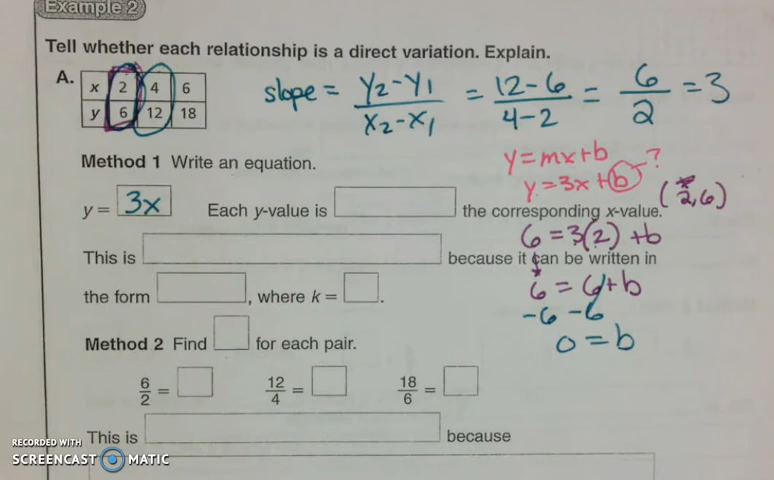 Example 2
Tell whether each relationship is a direct variation. Explain.
A. x 2 4 6
y 6 12 18
slope = y₂-y₁ / x₂-x₁ = 12-6 / 4-2 = 6 / 2 = 3
Method 1 Write an equation.
y=mx+b
y=3x+b ?
(2,6)
x
y = 3x Each y-value is the corresponding x-value.
6=3(2)+b
This is because it can be written in
the form , where k = .
6=6+b
-6 -6
0=b
Method 2 Find for each pair.
6/2 = 12/4 = 18/6 =
This is because
RECORDED WITH
SCREENCAST MATIC